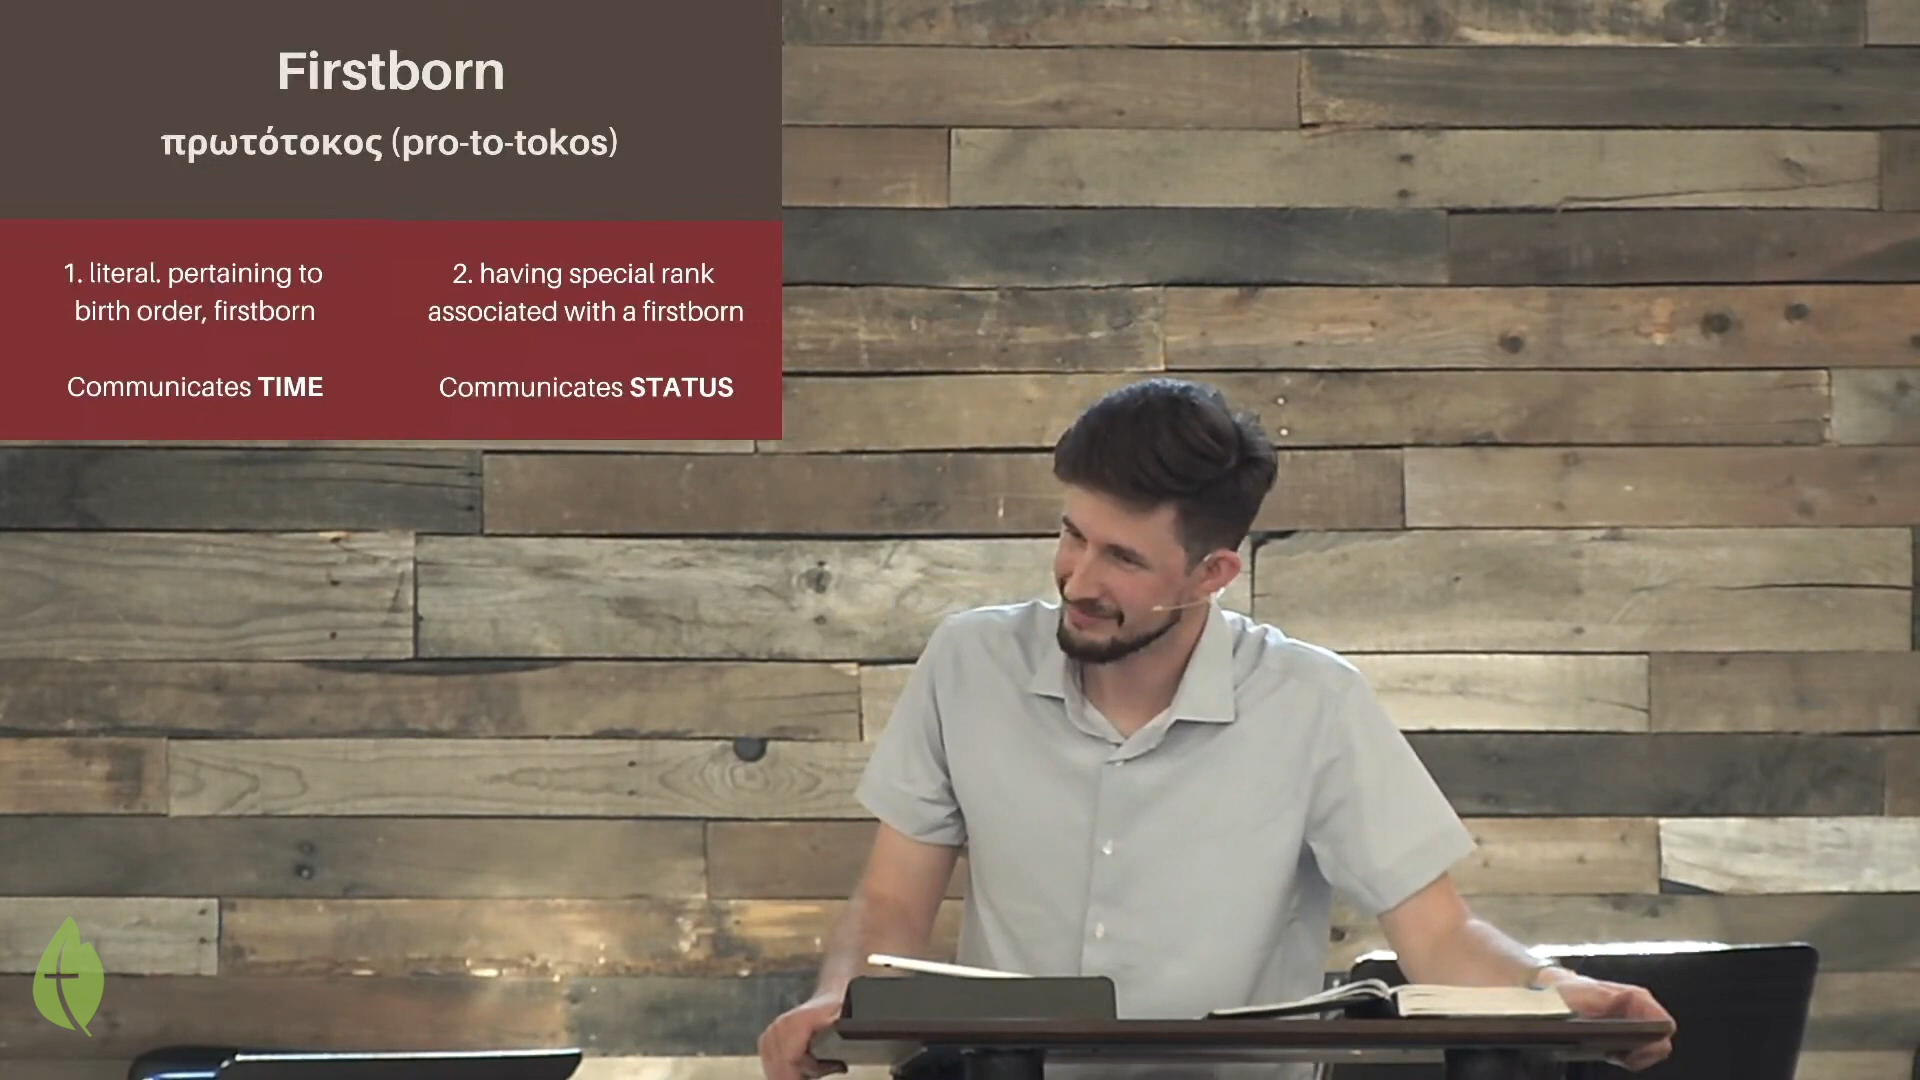 Firstborn
πρωτότοκος (pro-to-tokos)
1. literal. pertaining to
birth order, firstborn
Communicates TIME
2. having special rank
associated with a firstborn
Communicates STATUS